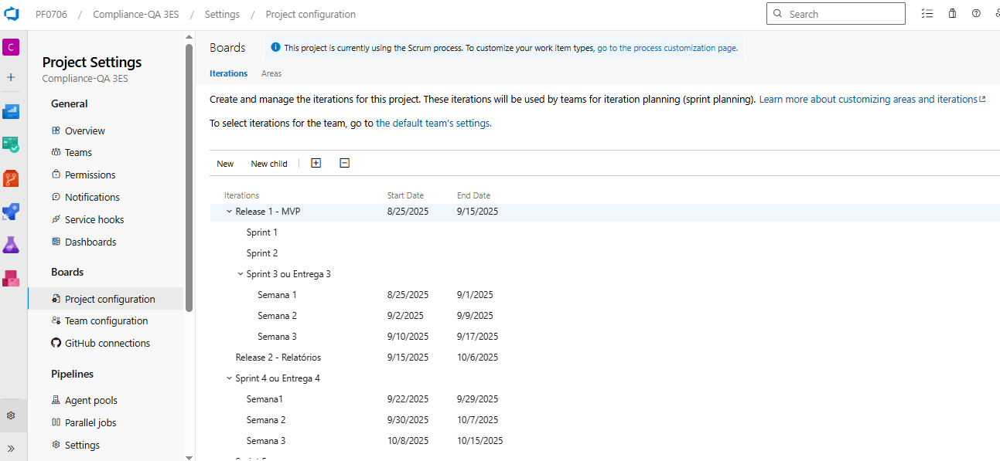 PF0706 / Compliance-QA 3ES / Settings / Project configuration
Search
C
Project Settings
Compliance-QA 3ES
General
Overview
Teams
Permissions
Notifications
Service hooks
Dashboards
Boards
Project configuration
Team configuration
GitHub connections
Pipelines
Agent pools
Parallel jobs
Settings
Boards
This project is currently using the Scrum process. To customize your work item types, go to the process customization page.
Iterations Areas
Create and manage the iterations for this project. These iterations will be used by teams for iteration planning (sprint planning). Learn more about customizing areas and iterations
To select iterations for the team, go to the default team's settings.
New New child
Iterations Start Date End Date
Release 1 - MVP 8/25/2025 9/15/2025
Sprint 1
Sprint 2
Sprint 3 ou Entrega 3
Semana 1 8/25/2025 9/1/2025
Semana 2 9/2/2025 9/9/2025
Semana 3 9/10/2025 9/17/2025
Release 2 - Relatórios 9/15/2025 10/6/2025
Sprint 4 ou Entrega 4
Semana1 9/22/2025 9/29/2025
Semana 2 9/30/2025 10/7/2025
Semana 3 10/8/2025 10/15/2025